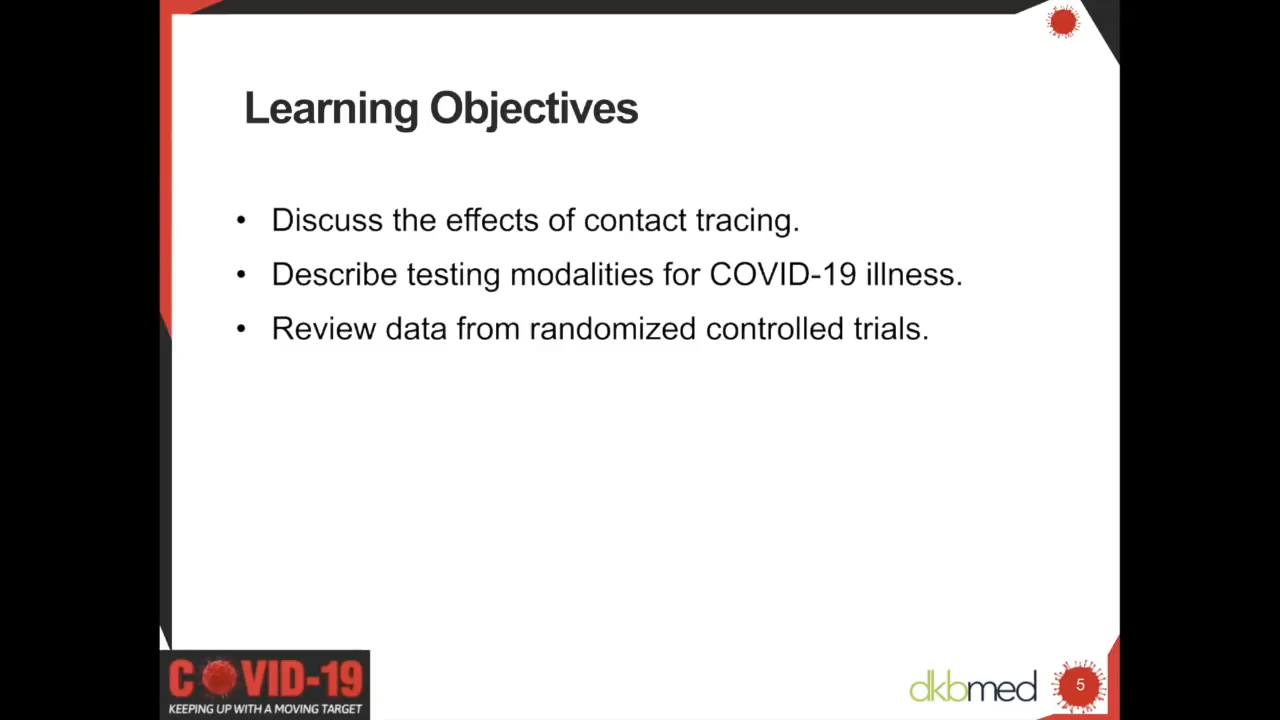 Learning Objectives
• Discuss the effects of contact tracing.
• Describe testing modalities for COVID-19 illness.
• Review data from randomized controlled trials.
COVID-19
KEEPING UP WITH A MOVING TARGET
dkbmed
5